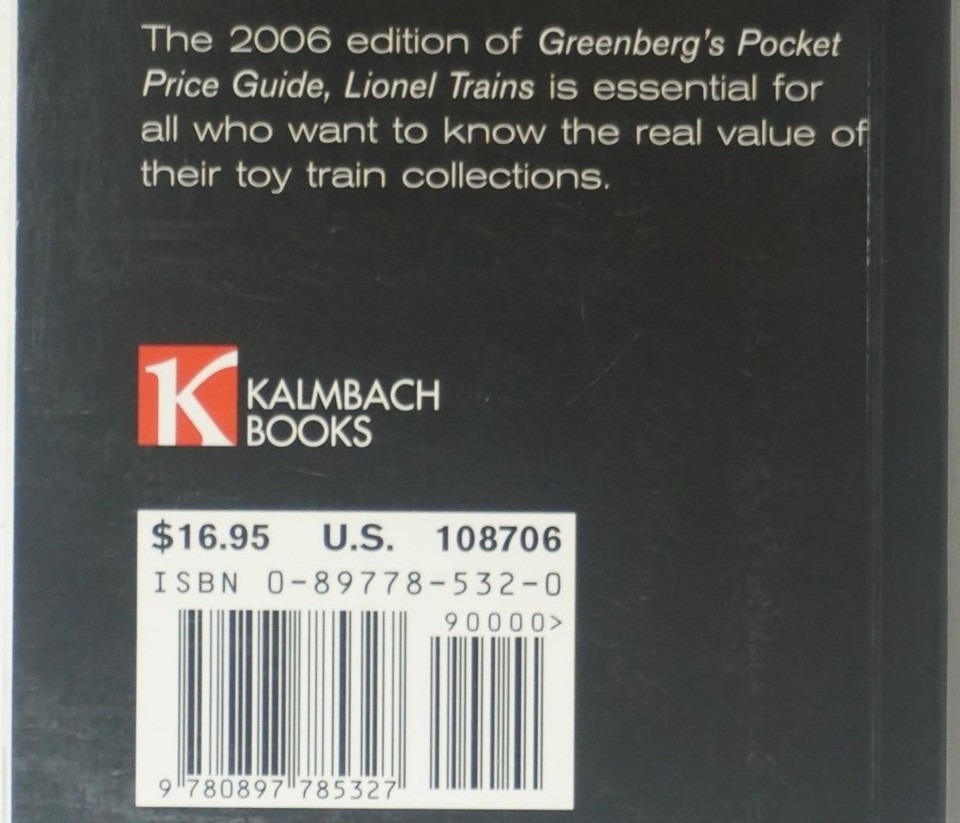 The 2006 edition of Greenberg's Pocket
Price Guide, Lionel Trains is essential for
all who want to know the real value of
their toy train collections.
K
KALMBACH
BOOKS
$16.95 U.S. 108706
ISBN 0-89778-532-0
90000>
9 780897 785327